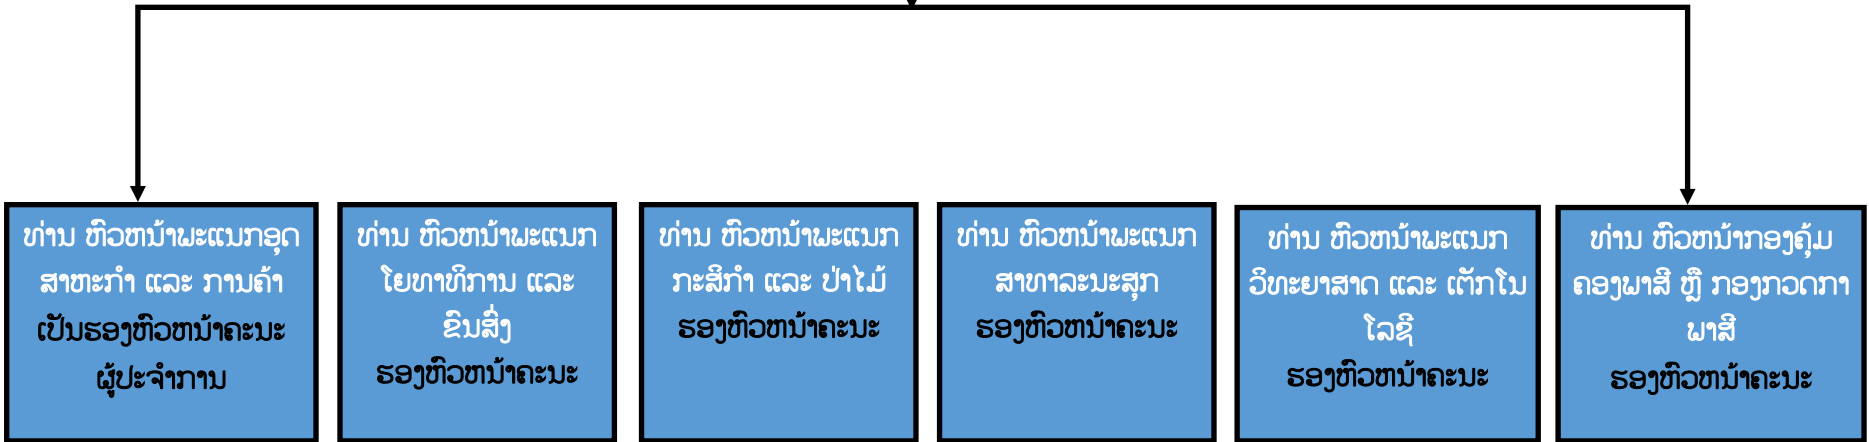 ທ່ານ ຫົວຫນ້າພະແນກອຸດ
ສາຫະກຳ ແລະ ການຄ້າ
ເປັນຮອງຫົວຫນ້າຄະນະ
ຜູ້ປະຈຳການ
ທ່ານ ຫົວຫນ້າພະແນກ
ໂຍທາທິການ ແລະ
ຂົນສົ່ງ
ຮອງຫົວຫນ້າຄະນະ
ທ່ານ ຫົວຫນ້າພະແນກ
ກະສິກຳ ແລະ ປ່າໄມ້
ຮອງຫົວຫນ້າຄະນະ
ທ່ານ ຫົວຫນ້າພະແນກ
ສາທາລະນະສຸກ
ຮອງຫົວຫນ້າຄະນະ
ທ່ານ ຫົວຫນ້າພະແນກ
ວິທະຍາສາດ ແລະ ເຕັກໂນ
ໂລຊີ
ຮອງຫົວຫນ້າຄະນະ
ທ່ານ ຫົວຫນ້າກອງຄຸ້ມ
ຄອງພາສີ ຫຼື ກອງກວດກາ
ພາສີ
ຮອງຫົວຫນ້າຄະນະ